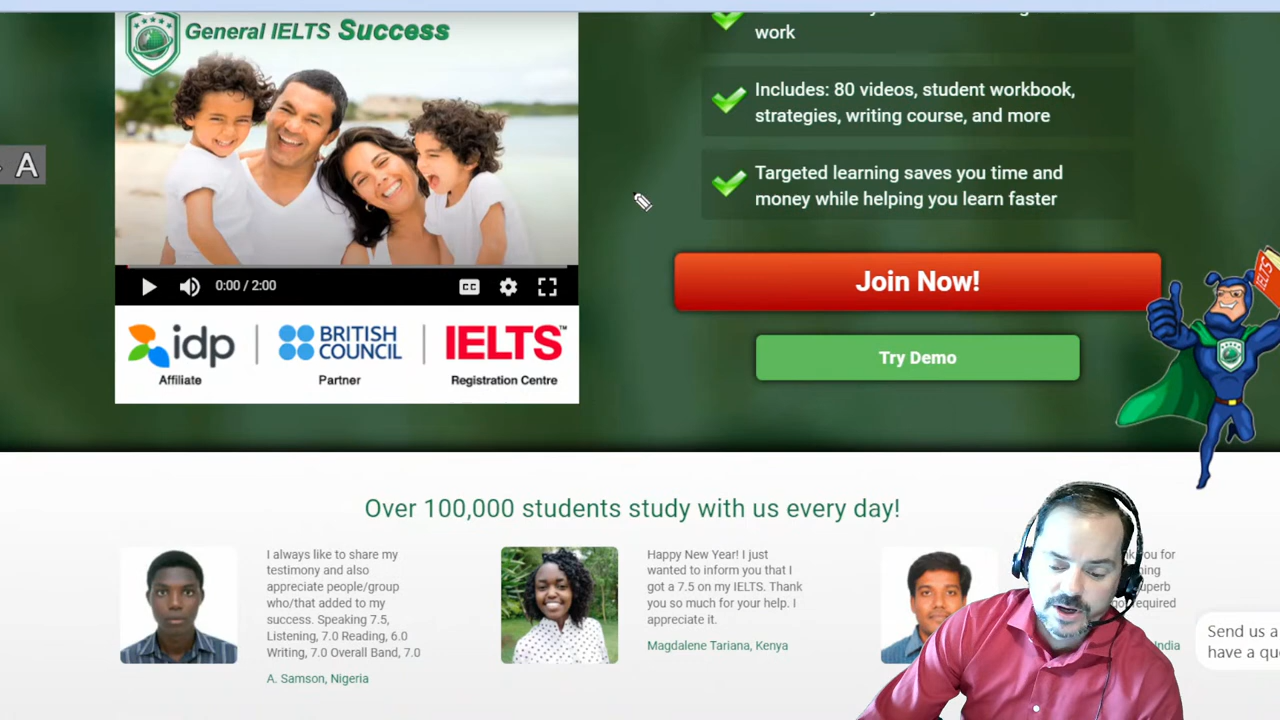 General IELTS Success
work
Includes: 80 videos, student workbook,
strategies, writing course, and more
Targeted learning saves you time and
money while helping you learn faster
A
0:00 / 2:00
CC
Join Now!
Try Demo
IELTS
idp
Affiliate
BRITISH
COUNCIL
Partner
IELTS™
Registration Centre
Over 100,000 students study with us every day!
I always like to share my
testimony and also
appreciate people/group
who/that added to my
success. Speaking 7.5,
Listening, 7.0 Reading, 6.0
Writing, 7.0 Overall Band, 7.0
A. Samson, Nigeria
Happy New Year! I just
wanted to inform you that I
got a 7.5 on my IELTS. Thank
you so much for your help. I
appreciate it.
Magdalene Tariana, Kenya
you for
required
India
Send us a
have a